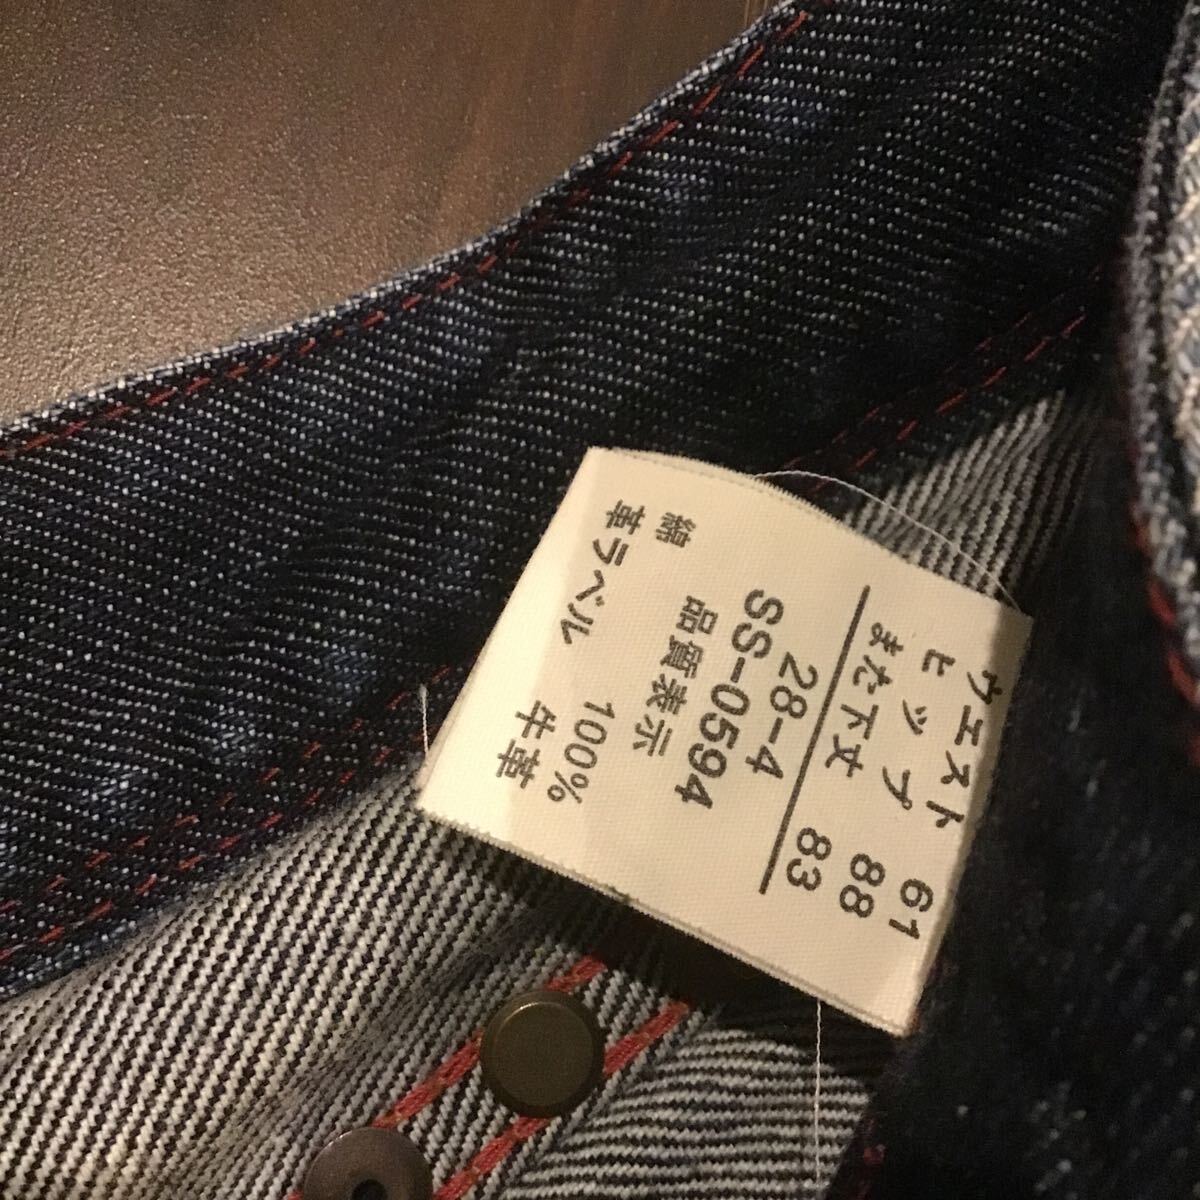 ウエスト 61
ヒップ 88
また下丈 83
28-4
SS-0594
品質表示
綿 100%
革ラベル 牛革